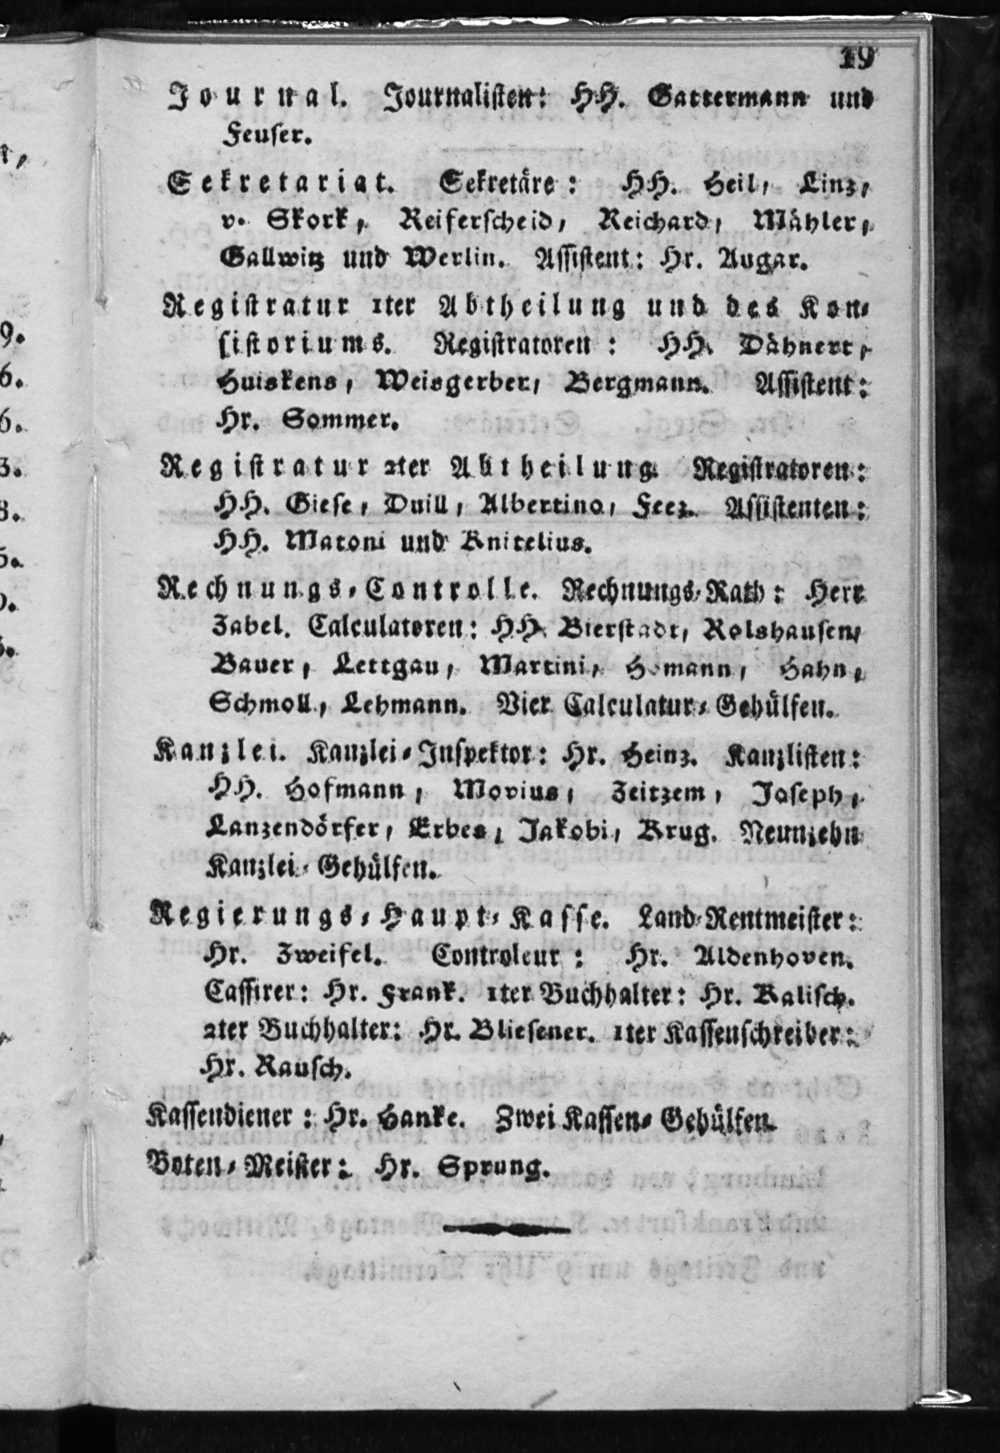 19
Journal. Journalisten: HH. Gattermann und
Feuser.
Sekretariat. Sekretäre: HH. Heil, Linz,
v. Skork, Reiferscheid, Reichard, Mähler,
Gallwitz und Werlin. Assistent: Hr. Augar.
Registratur 1ter Abtheilung und des Kon-
sistoriums. Registratoren: HH. Dähnert,
Huiskens, Weisgerber, Bergmann. Assistent:
Hr. Sommer.
Registratur 2ter Abtheilung. Registratoren:
HH. Giese, Duill, Albertino, Feez. Assistenten:
HH. Matoni und Knitelius.
Rechnungs-Controlle. Rechnungs-Rath: Herr
Zabel. Calculatoren: HH. Bierstadt, Rolshausen,
Bauer, Lettgau, Martini, Homann, Hahn,
Schmoll, Lehmann. Vier Calculatur-Gehülfen.
Kanzlei. Kanzlei-Inspektor: Hr. Heinz. Kanzlisten:
HH. Hofmann, Movius, Zeitzem, Joseph,
Lanzendörfer, Erbes, Jakobi, Krug. Neunzehn
Kanzlei-Gehülfen.
Regierungs-Haupt-Kasse. Land-Rentmeister:
Hr. Zweifel. Controleur: Hr. Aldenhoven.
Cassirer: Hr. Frank. 1ter Buchhalter: Hr. Kalisch.
2ter Buchhalter: Hr. Bliesener. 1ter Kassenschreiber:
Hr. Rausch.
Kassendiener: Hr. Hanke. Zwei Kassen-Gehülfen.
Boten-Meister: Hr. Sprung.